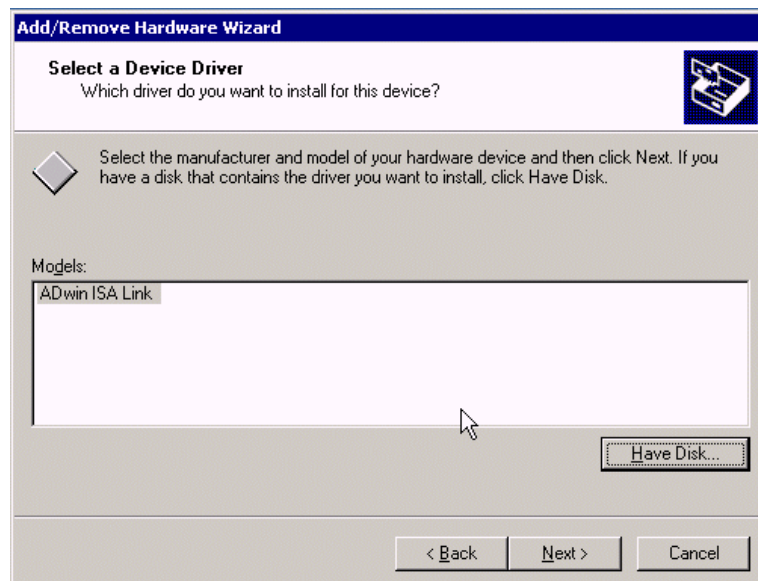 Add/Remove Hardware Wizard
Select a Device Driver
Which driver do you want to install for this device?
Select the manufacturer and model of your hardware device and then click Next. If you
have a disk that contains the driver you want to install, click Have Disk.
Models:
ADwin ISA Link
Have Disk...
< Back
Next >
Cancel